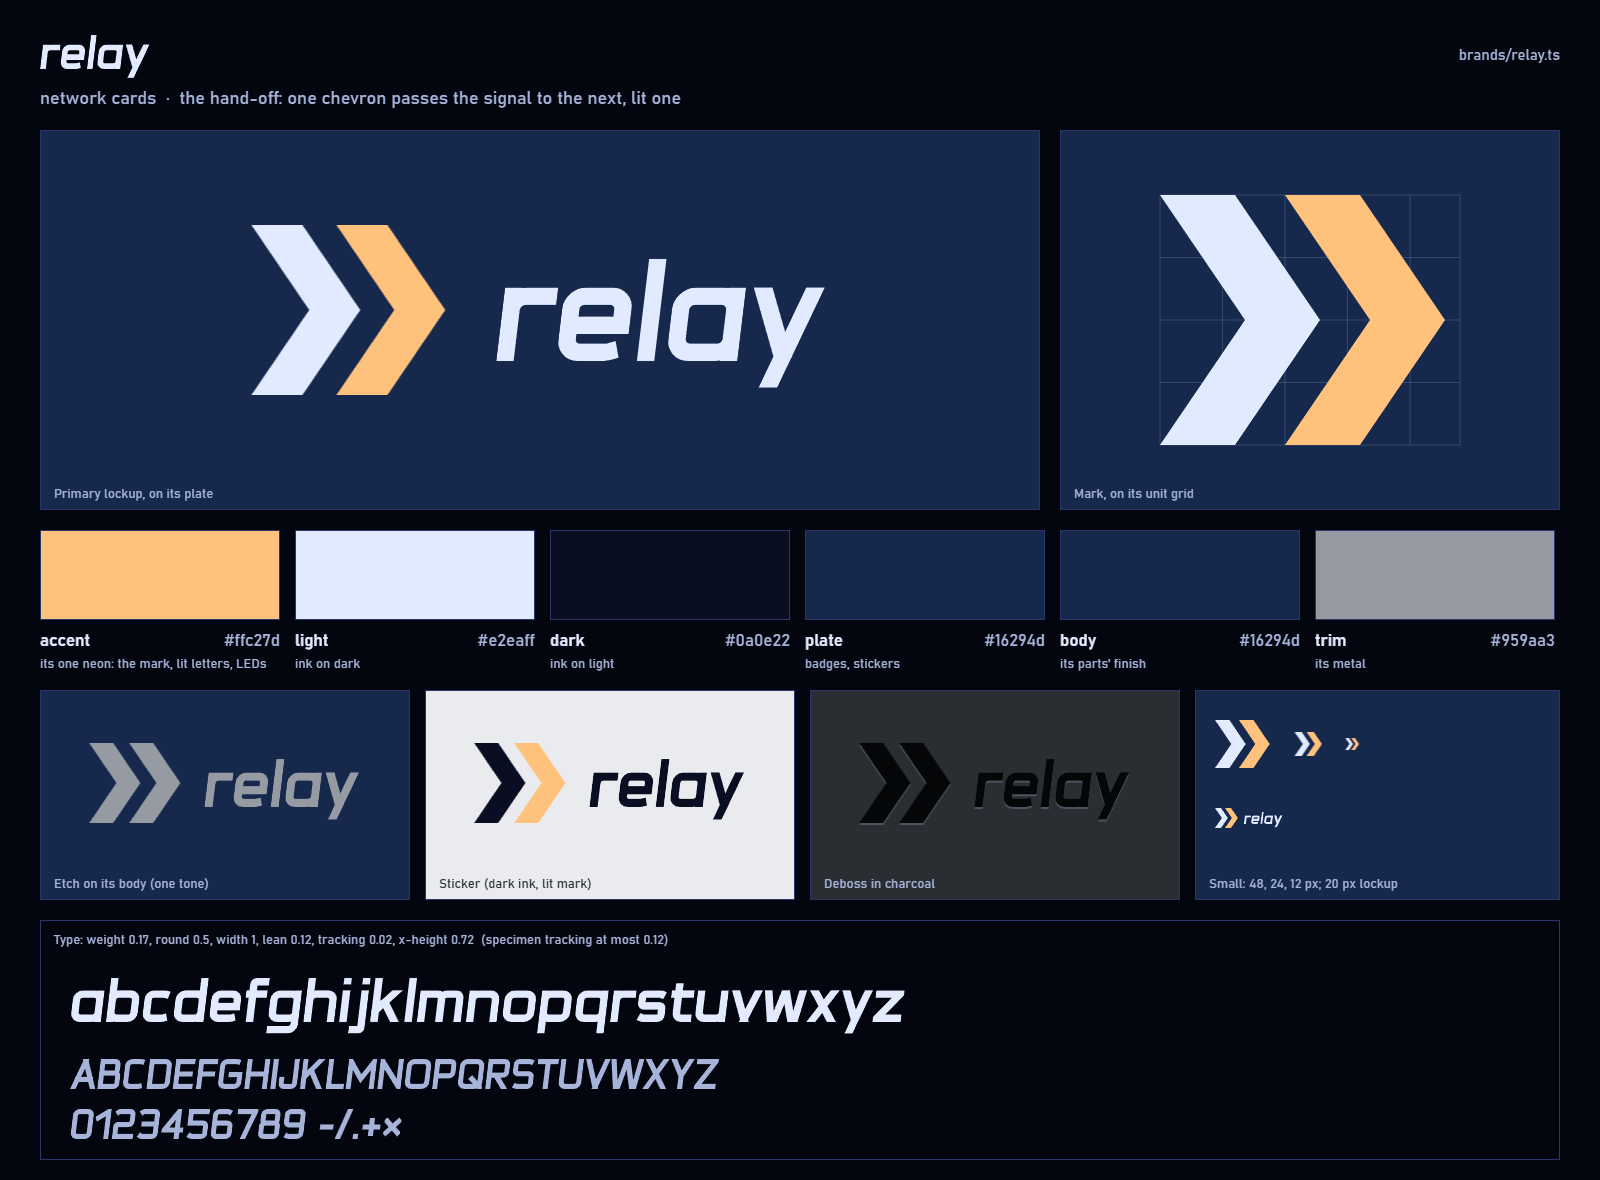 relay
brands/relay.ts
network cards · the hand-off: one chevron passes the signal to the next, lit one
relay
Primary lockup, on its plate
Mark, on its unit grid
accent #ffc27d
its one neon: the mark, lit letters, LEDs
light #e2eaff
ink on dark
dark #0a0e22
ink on light
plate #16294d
badges, stickers
body #16294d
its parts' finish
trim #959aa3
its metal
relay
Etch on its body (one tone)
relay
Sticker (dark ink, lit mark)
relay
Deboss in charcoal
relay
Small: 48, 24, 12 px; 20 px lockup
Type: weight 0.17, round 0.5, width 1, lean 0.12, tracking 0.02, x-height 0.72 (specimen tracking at most 0.12)
abcdefghijklmnopqrstuvwxyz
ABCDEFGHIJKLMNOPQRSTUVWXYZ
0123456789 -/.+×